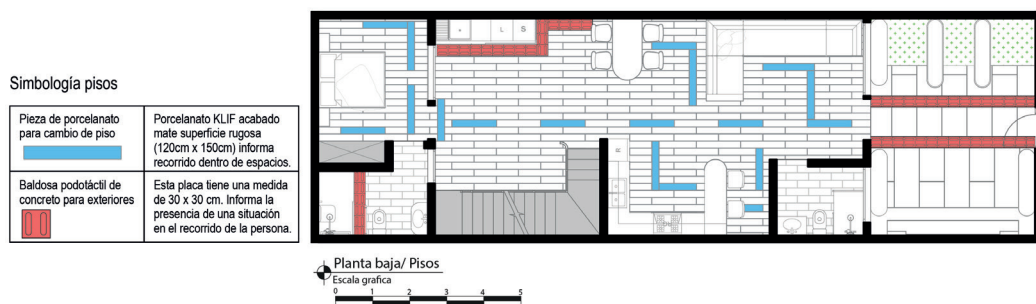 Simbología pisos
Pieza de porcelanato
para cambio de piso
Porcelanato KLIF acabado
mate superficie rugosa
(120cm x 150cm) informa
recorrido dentro de espacios.
Baldosa podotáctil de
concreto para exteriores
Esta placa tiene una medida
de 30 x 30 cm. Informa la
presencia de una situación
en el recorrido de la persona.
L S
R
Planta baja/ Pisos
Escala grafica
0 1 2 3 4 5